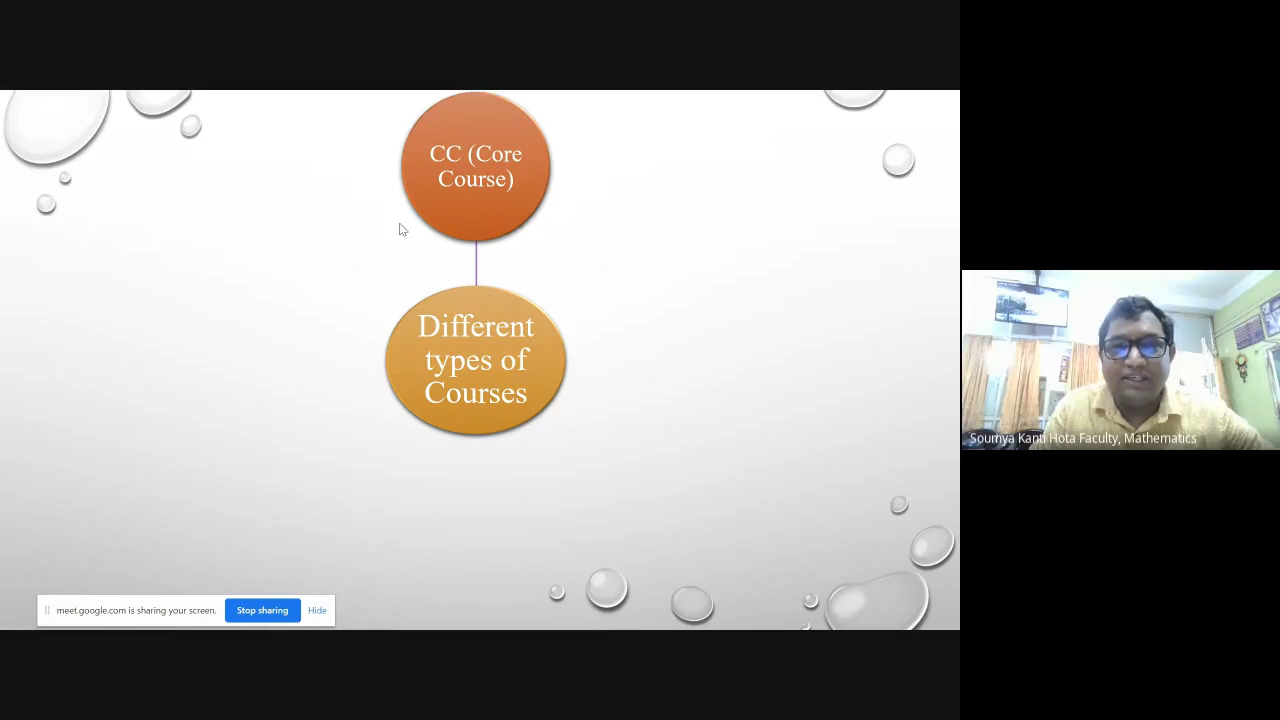 CC (Core
Course)
Different
types of
Courses
Soumya Kanti Hota Faculty, Mathematics
meet.google.com is sharing your screen.
Stop sharing
Hide